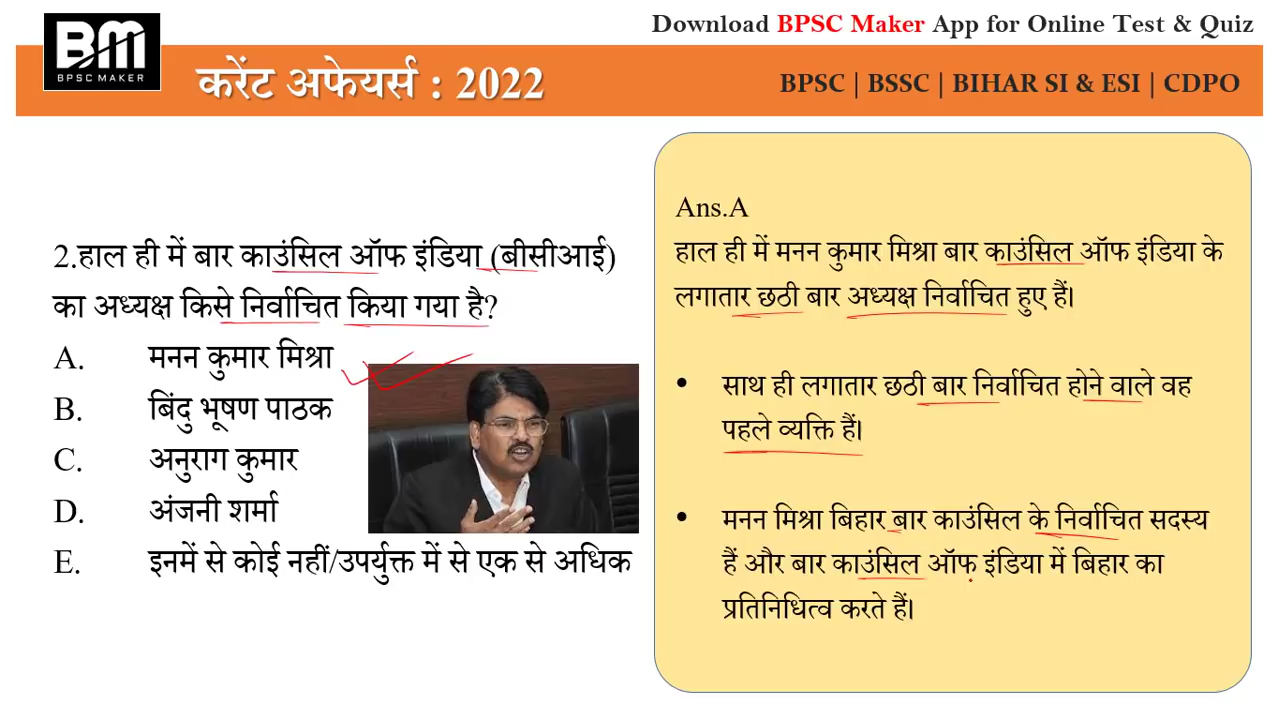 Download BPSC Maker App for Online Test & Quiz
BM
BPSC MAKER
करेंट अफेयर्स : 2022
BPSC | BSSC | BIHAR SI & ESI | CDPO
2.हाल ही में बार काउंसिल ऑफ इंडिया (बीसीआई)
का अध्यक्ष किसे निर्वाचित किया गया है?
A. मनन कुमार मिश्रा
B. बिंदु भूषण पाठक
C. अनुराग कुमार
D. अंजनी शर्मा
E. इनमें से कोई नहीं/उपर्युक्त में से एक से अधिक
Ans.A
हाल ही में मनन कुमार मिश्रा बार काउंसिल ऑफ इंडिया के
लगातार छठी बार अध्यक्ष निर्वाचित हुए हैं।
• साथ ही लगातार छठी बार निर्वाचित होने वाले वह
पहले व्यक्ति हैं।
• मनन मिश्रा बिहार बार काउंसिल के निर्वाचित सदस्य
हैं और बार काउंसिल ऑफ इंडिया में बिहार का
प्रतिनिधित्व करते हैं।